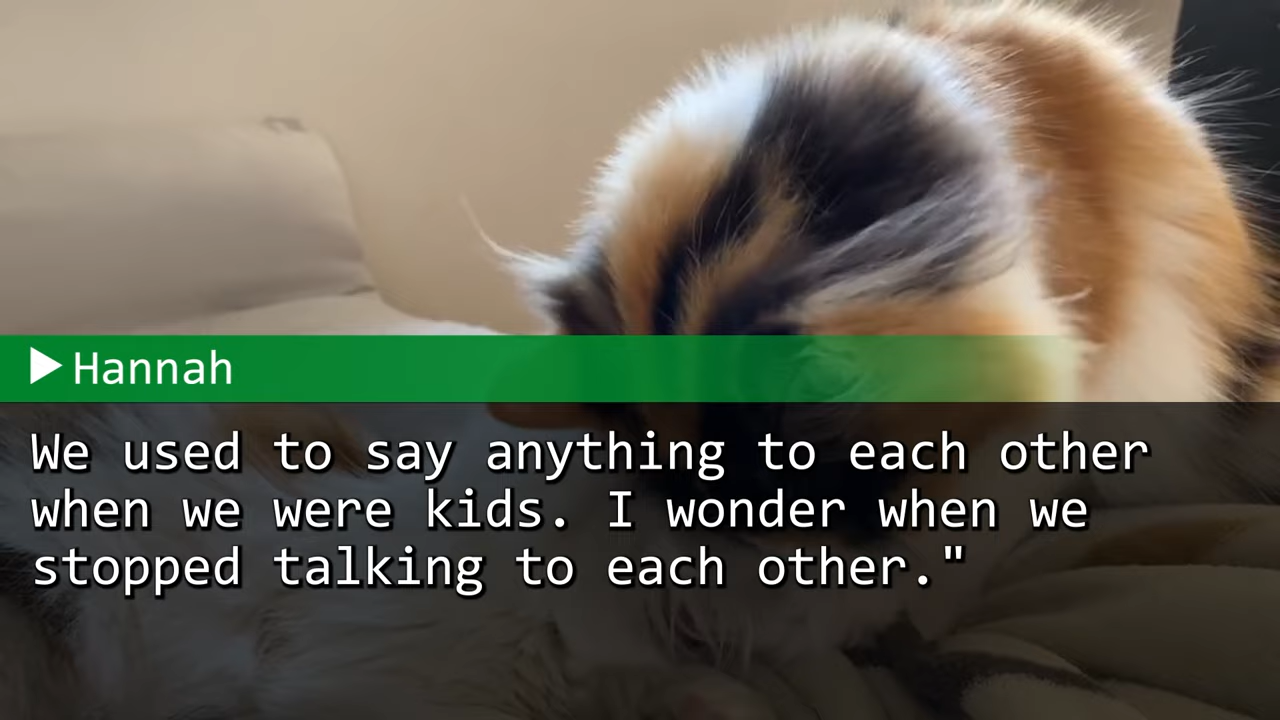 Hannah
We used to say anything to each other
when we were kids. I wonder when we
stopped talking to each other."